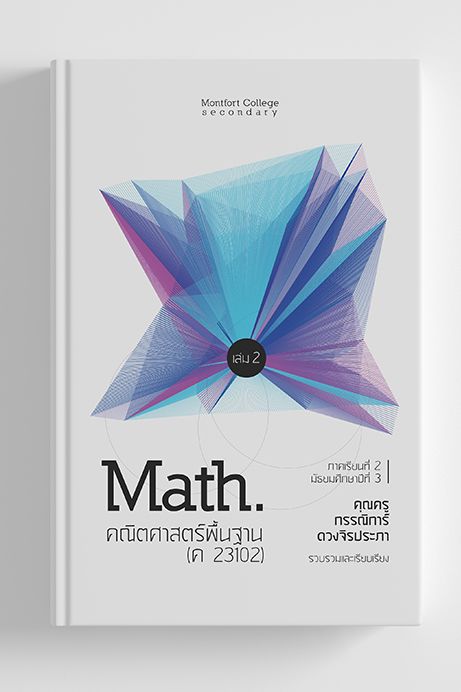 Montfort College
secondary
เล่ม 2
Math.
คณิตศาสตร์พื้นฐาน
(ค 23102)
ภาคเรียนที่ 2
มัธยมศึกษาปีที่ 3
คุณครู
กรรณิการ์
ดวงจิรประภา
รวบรวมและเรียบเรียง